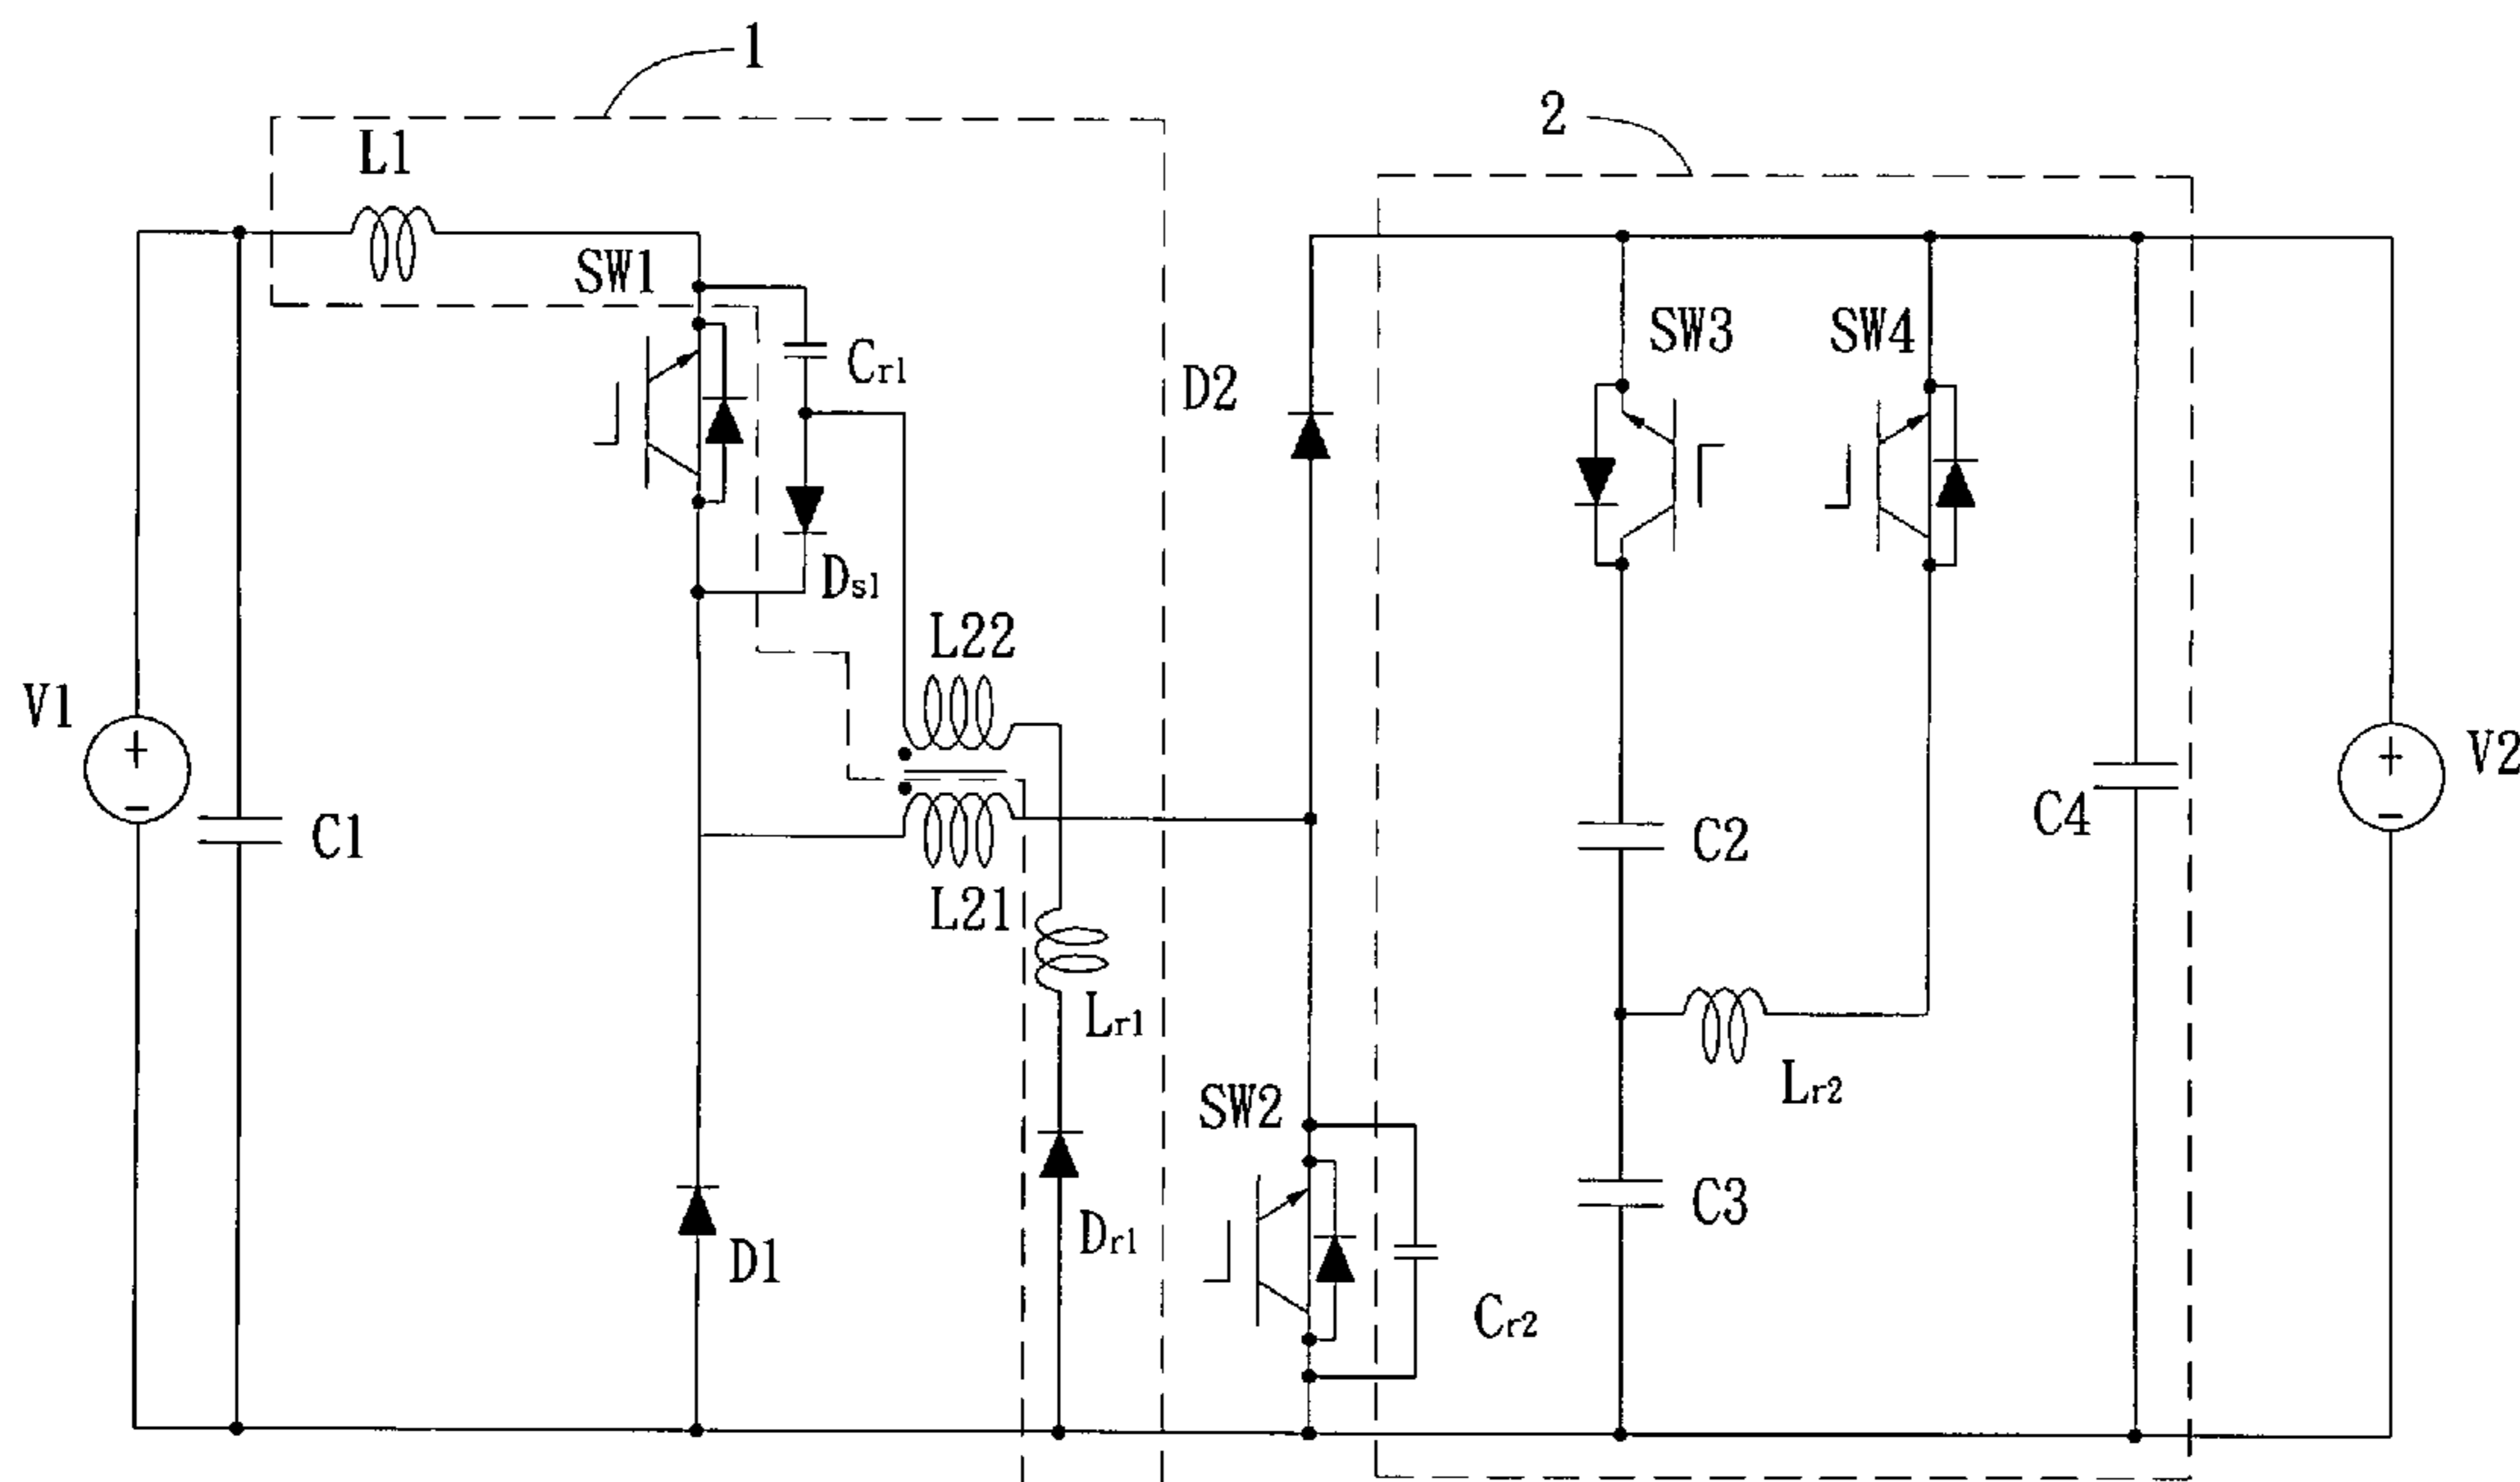 1
2
L1
SW1
SW3
SW4
Cr1
D2
Ds1
L22
V1
V2
+
+
-
-
C1
C2
C4
L21
Lr1
Lr2
SW2
C3
Dr1
D1
Cr2